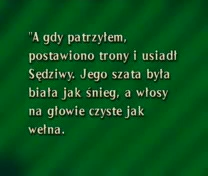 "A gdy patrzyłem,
postawiono trony i usiadł
Sędziwy. Jego szata była
biała jak śnieg, a włosy
na głowie czyste jak
wełna.